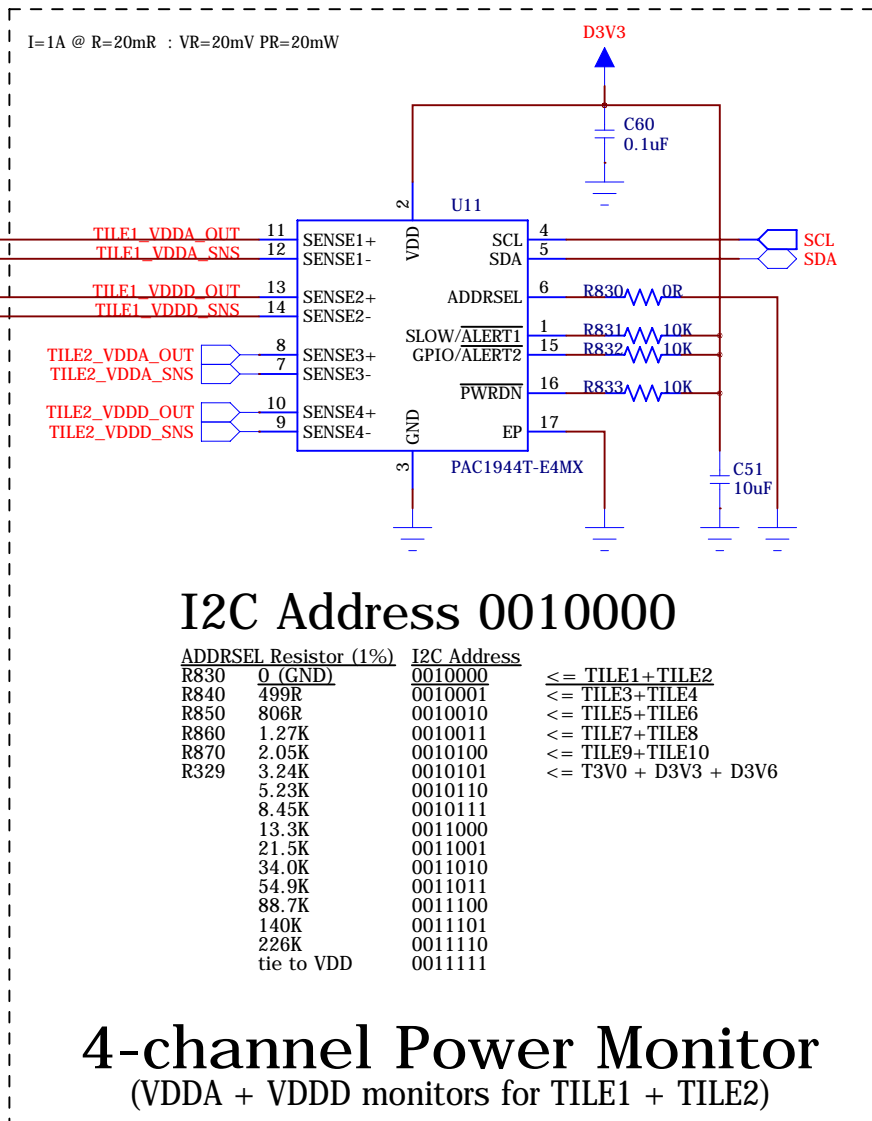 I=1A @ R=20mR : VR=20mV PR=20mW
D3V3
C60
0.1uF
U11
2
VDD
TILE1_VDDA_OUT 11 SENSE1+
TILE1_VDDA_SNS 12 SENSE1-
TILE1_VDDD_OUT 13 SENSE2+
TILE1_VDDD_SNS 14 SENSE2-
TILE2_VDDA_OUT 8 SENSE3+
TILE2_VDDA_SNS 7 SENSE3-
TILE2_VDDD_OUT 10 SENSE4+
TILE2_VDDD_SNS 9 SENSE4-
SCL 4 SCL
SDA 5 SDA
ADDRSEL 6 R830 0R
SLOW/ALERT1 1 R831 10K
GPIO/ALERT2 15 R832 10K
PWRDN 16 R833 10K
EP 17
GND
3
PAC1944T-E4MX
C51
10uF
I2C Address 0010000
ADDRSEL Resistor (1%) I2C Address
R830 0 (GND) 0010000 <= TILE1+TILE2
R840 499R 0010001 <= TILE3+TILE4
R850 806R 0010010 <= TILE5+TILE6
R860 1.27K 0010011 <= TILE7+TILE8
R870 2.05K 0010100 <= TILE9+TILE10
R329 3.24K 0010101 <= T3V0 + D3V3 + D3V6
5.23K 0010110
8.45K 0010111
13.3K 0011000
21.5K 0011001
34.0K 0011010
54.9K 0011011
88.7K 0011100
140K 0011101
226K 0011110
tie to VDD 0011111
4-channel Power Monitor
(VDDA + VDDD monitors for TILE1 + TILE2)